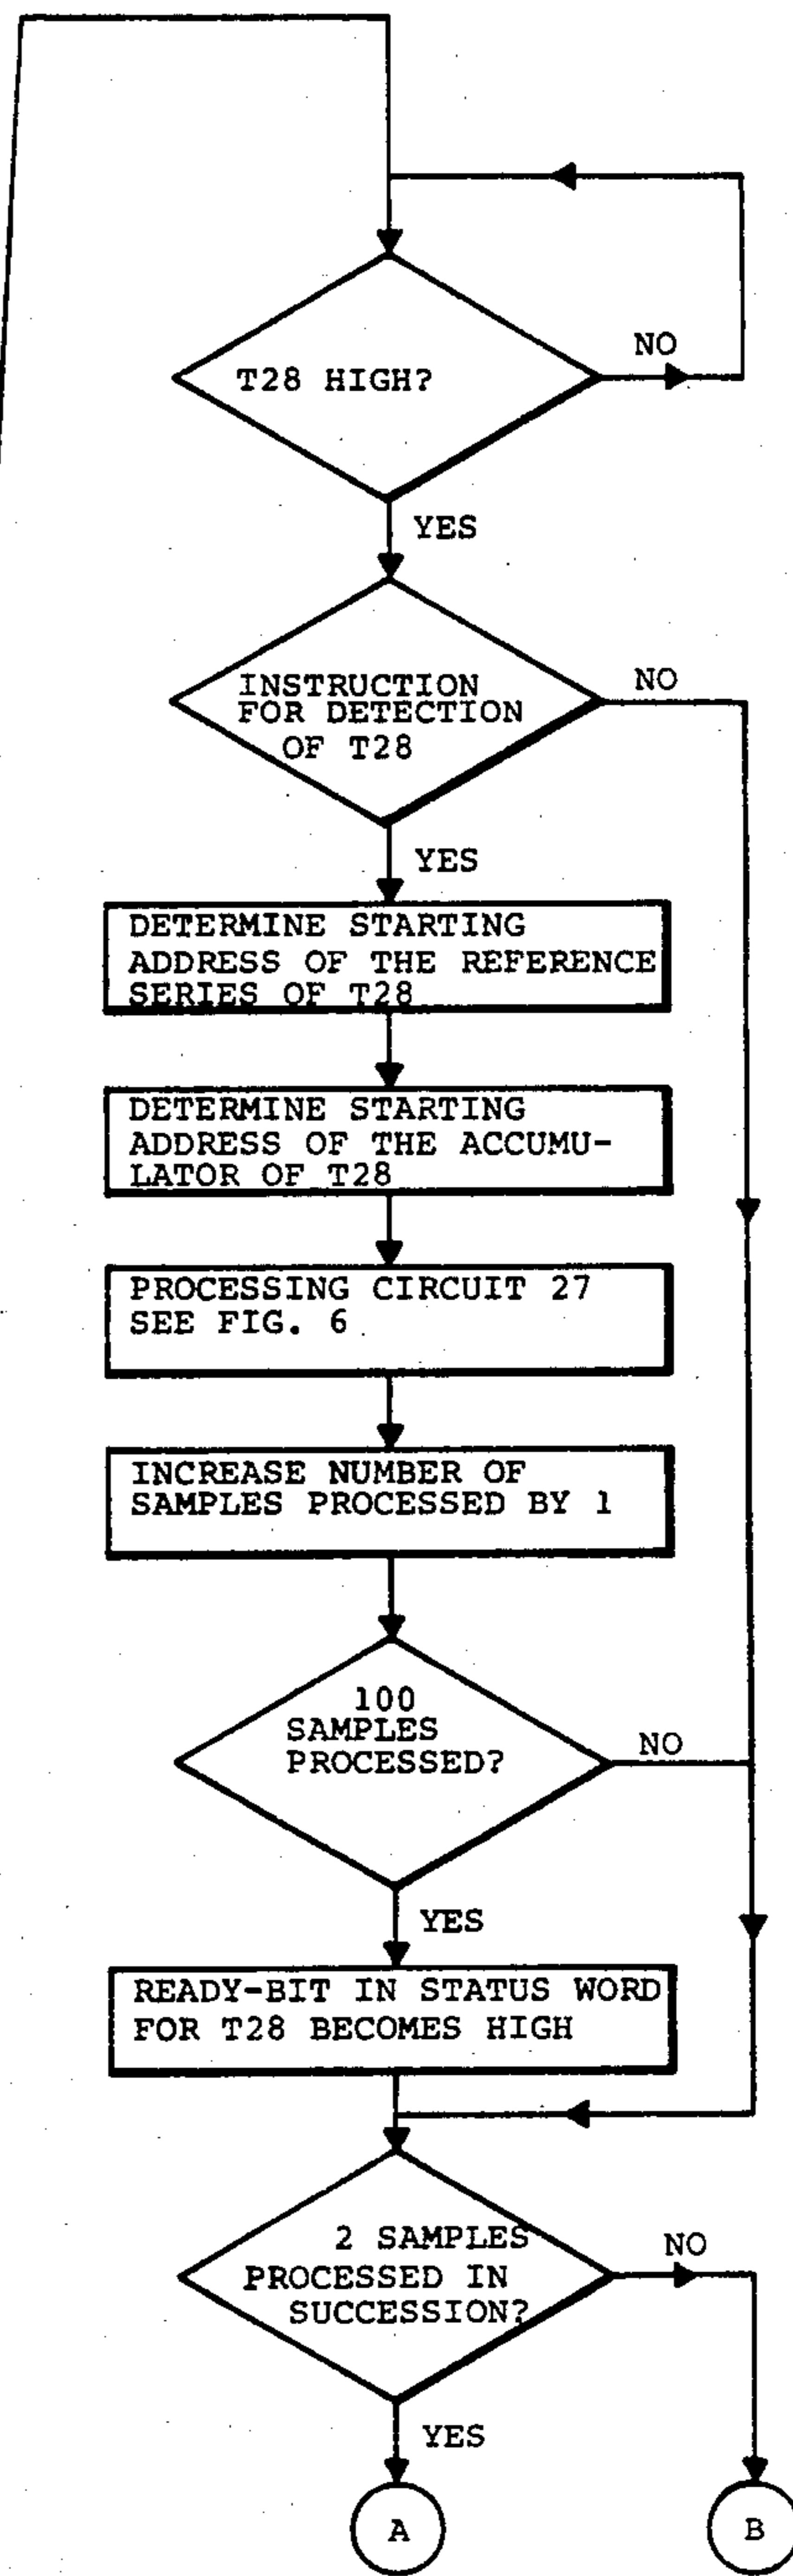 T28 HIGH?
NO
YES
INSTRUCTION
FOR DETECTION
OF T28
NO
YES
DETERMINE STARTING
ADDRESS OF THE REFERENCE
SERIES OF T28
DETERMINE STARTING
ADDRESS OF THE ACCUMU-
LATOR OF T28
PROCESSING CIRCUIT 27
SEE FIG. 6
INCREASE NUMBER OF
SAMPLES PROCESSED BY 1
100
SAMPLES
PROCESSED?
NO
YES
READY-BIT IN STATUS WORD
FOR T28 BECOMES HIGH
2 SAMPLES
PROCESSED IN
SUCCESSION?
NO
YES
A
B